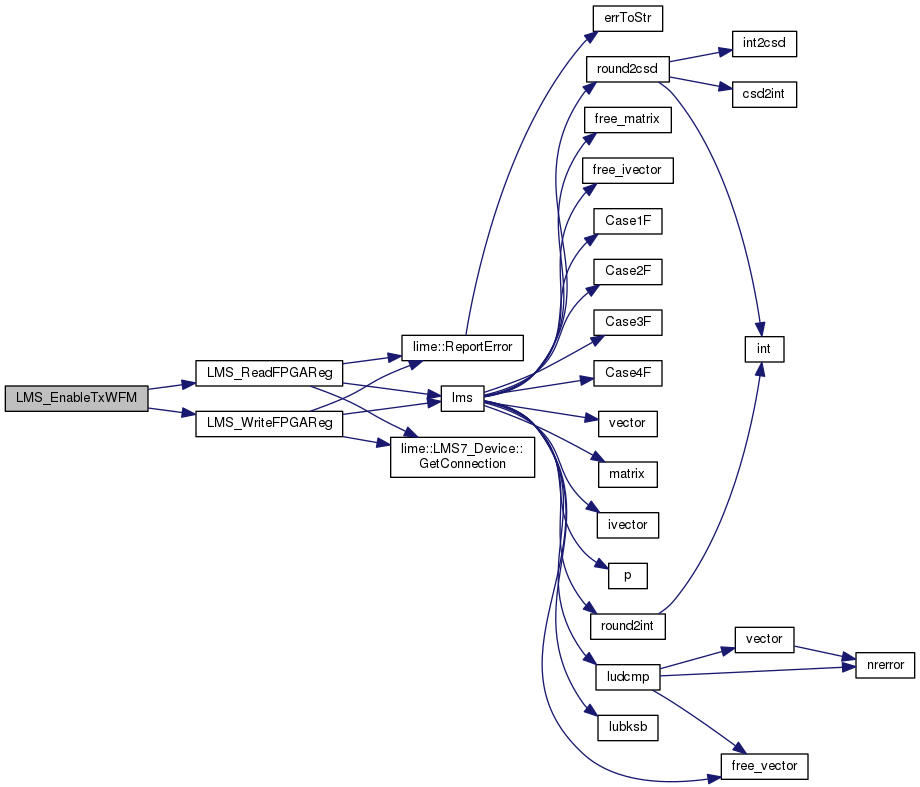 LMS_EnableTxWFM
LMS_ReadFPGAReg
LMS_WriteFPGAReg
lime::ReportError
lms
lime::LMS7_Device::
GetConnection
errToStr
round2csd
free_matrix
free_ivector
Case1F
Case2F
Case3F
Case4F
vector
matrix
ivector
p
round2int
ludcmp
lubksb
int2csd
csd2int
int
vector
free_vector
nrerror